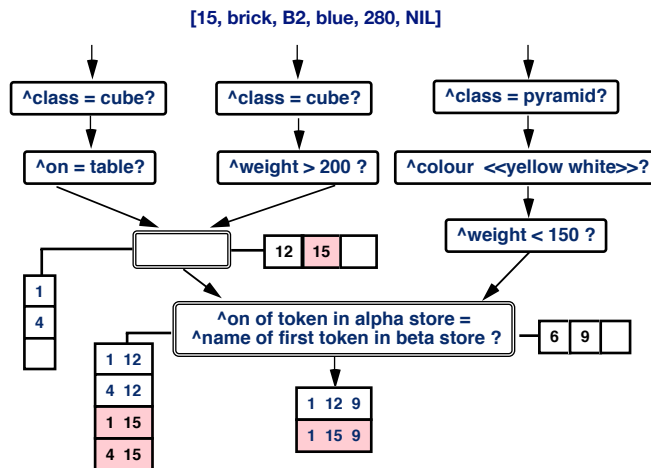 [15, brick, B2, blue, 280, NIL]
^class = cube?
^class = cube?
^class = pyramid?
^on = table?
^weight > 200 ?
^colour <<yellow white>>?
^weight < 150 ?
12 15
1
4
^on of token in alpha store =
^name of first token in beta store ?
6 9
1 12
4 12
1 15
4 15
1 12 9
1 15 9